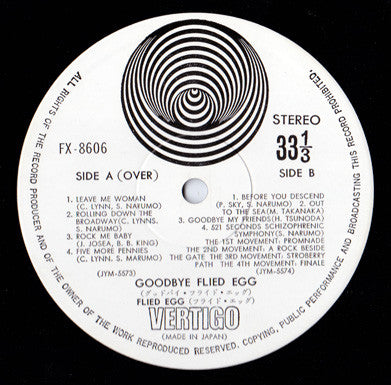 ALL RIGHTS OF THE RECORD PRODUCER AND OF THE OWNER OF THE WORK REPRODUCED RESERVED. COPYING, PUBLIC PERFORMANCE AND BROADCASTING THIS RECORD PROHIBITED.
STEREO
FX-8606
33 1/3
SIDE A (OVER)
SIDE B
1. LEAVE ME WOMAN
(C. LYNN, S. NARUMO)
2. ROLLING DOWN THE
BROADWAY(C. LYNN,
S. NARUMO)
3. ROCK ME BABY
(J. JOSEA, B. B. KING)
4. FIVE MORE PENNIES
(C. LYNN, S. NARUMO)
(JYM-5573)
1. BEFORE YOU DESCEND
(P. SKY, S. NARUMO) 2. OUT
TO THE SEA(M. TAKANAKA)
3. GOODBYE MY FRIENDS(H. TSUNODA)
4. 521 SECONDS SCHIZOPHRENIC
SYMPHONY(S. NARUMO)
THE 1ST MOVEMENT: PROMNADE
THE 2ND MOVEMENT: A ROCK BESIDE
THE GATE THE 3RD MOVEMENT: STROBERRY
PATH THE 4TH MOVEMENT: FINALE
(JYM-5574)
GOODBYE FLIED EGG
(グッドバイ・フライド・エッグ)
FLIED EGG (フライド・エッグ)
VERTIGO
(MADE IN JAPAN)